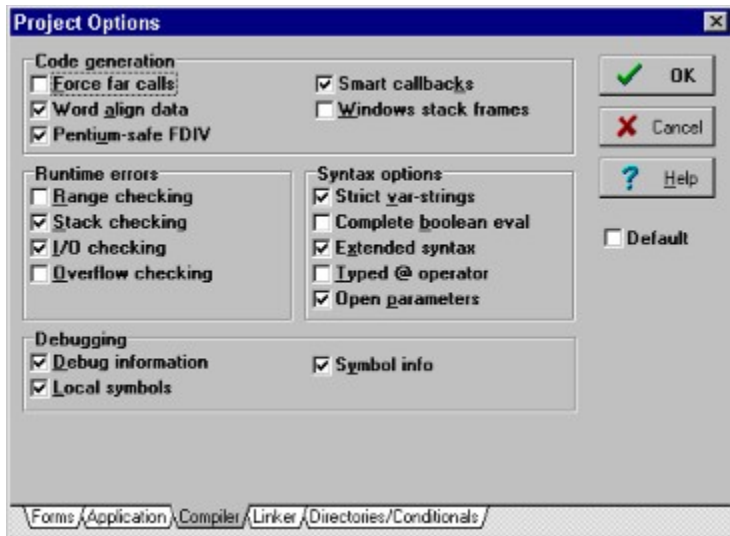 Project Options
Code generation
Force far calls
Word align data
Pentium-safe FDIV
Smart callbacks
Windows stack frames
Runtime errors
Range checking
Stack checking
I/O checking
Overflow checking
Syntax options
Strict var-strings
Complete boolean eval
Extended syntax
Typed @ operator
Open parameters
Debugging
Debug information
Local symbols
Symbol info
OK
Cancel
Help
Default
Forms Application Compiler Linker Directories/Conditionals